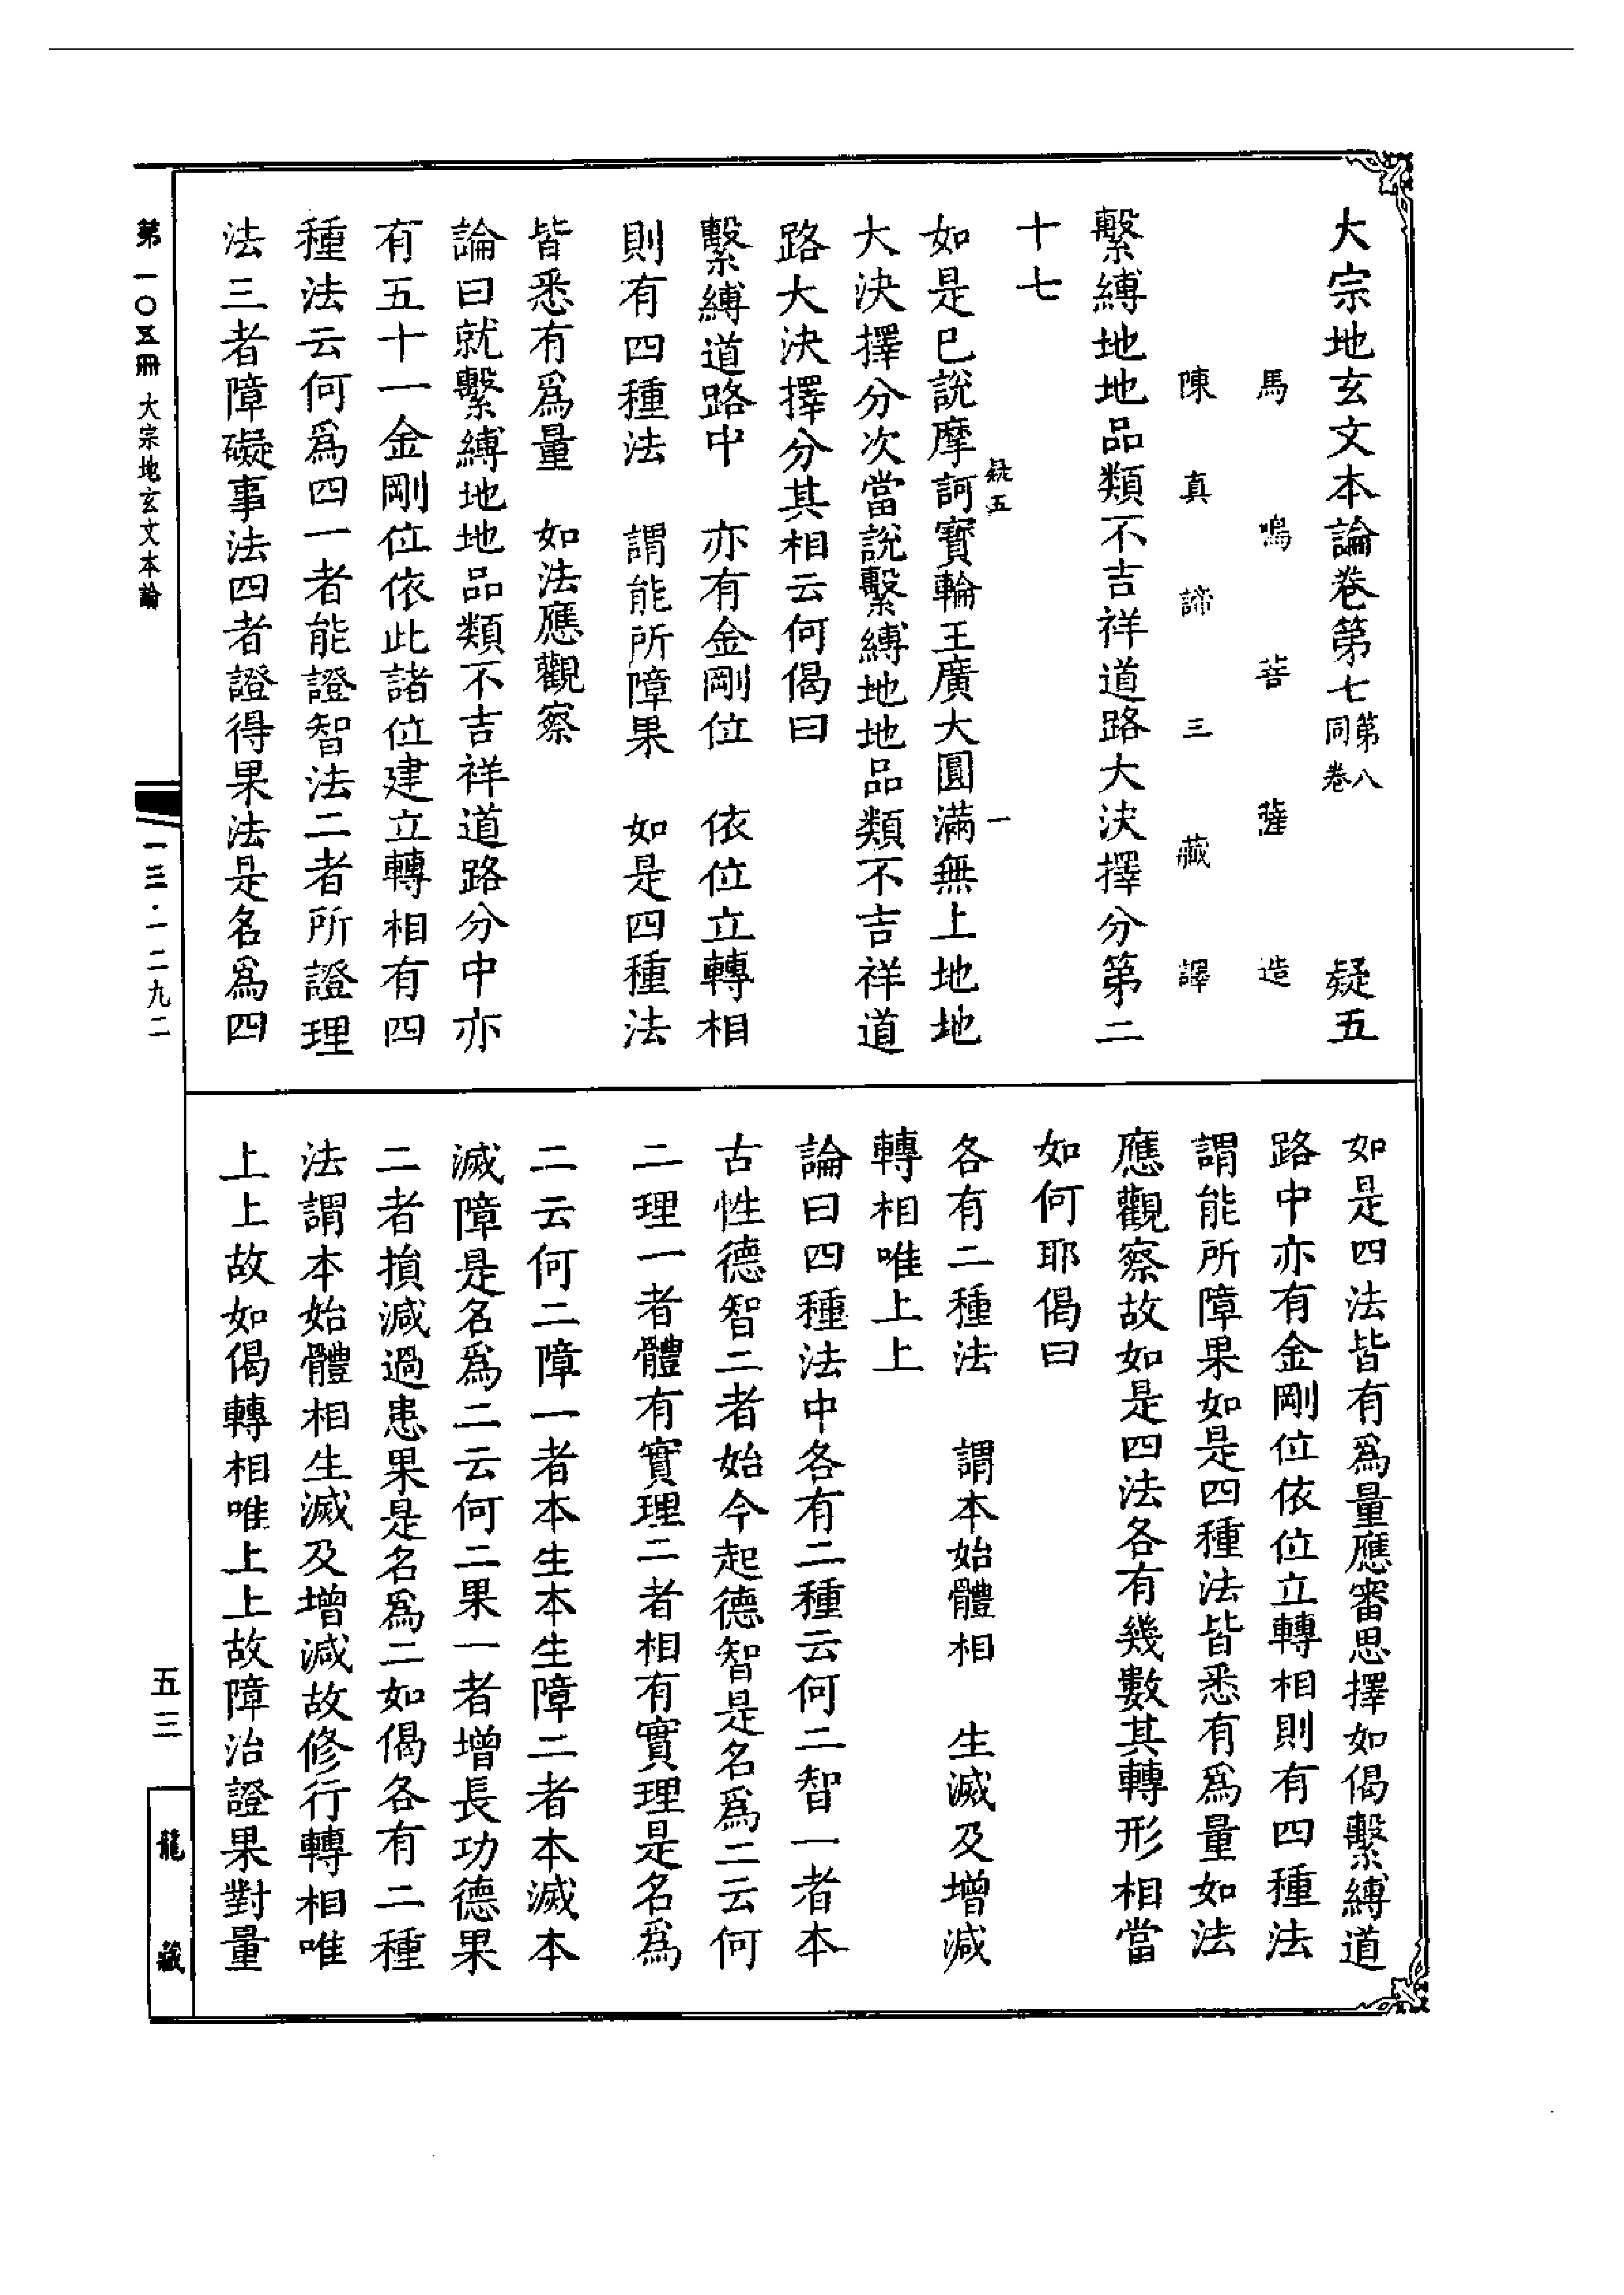 大宗地玄文本論卷第七第八同卷　疑五
馬鳴菩薩造
陳真諦三藏譯
繫縛地地品類不吉祥道路大決擇分第二
十七
疑五　一
如是已說摩訶寶輪王廣大圓滿無上地地
大決擇分次當說繫縛地地品類不吉祥道
路大決擇分其相云何偈曰
繫縛道路中　亦有金剛位　依位立轉相
則有四種法　謂能所障果　如是四種法
皆悉有爲量　如法應觀察
論曰就繫縛地地品類不吉祥道路分中亦
有五十一金剛位依此諸位建立轉相有四
種法云何爲四一者能證智法二者所證理
法三者障礙事法四者證得果法是名爲四
如是四法皆有爲量應審思擇如偈繫縛道
路中亦有金剛位依位立轉相則有四種法
謂能所障果如是四種法皆悉有爲量如法
應觀察故如是四法各有幾數其轉形相當
如何耶偈曰
各有二種法　謂本始體相　生滅及增減
轉相唯上上
論曰四種法中各有二種云何二智一者本
古性德智二者始今起德智是名爲二云何
二理一者體有實理二者相有實理是名爲
二云何二障一者本生本生障二者本滅本
滅障是名爲二云何二果一者增長功德果
二者損減過患果是名爲二如偈各有二種
法謂本始體相生滅及增減故修行轉相唯
上上故如偈轉相唯上上故障治證果對量
第一〇五冊　大宗地玄文本論
一三·一二九二
五三
龍藏